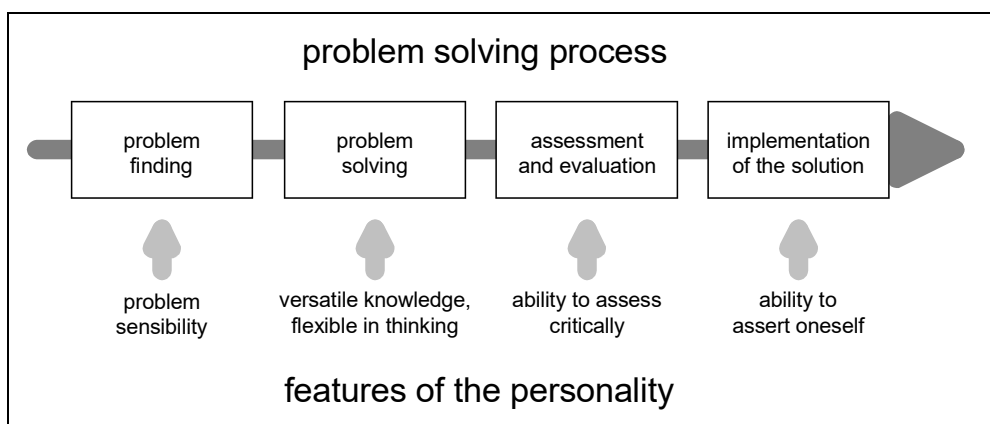 problem solving process
problem
finding
problem
solving
assessment
and evaluation
implementation
of the solution
problem
sensibility
versatile knowledge,
flexible in thinking
ability to assess
critically
ability to
assert oneself
features of the personality